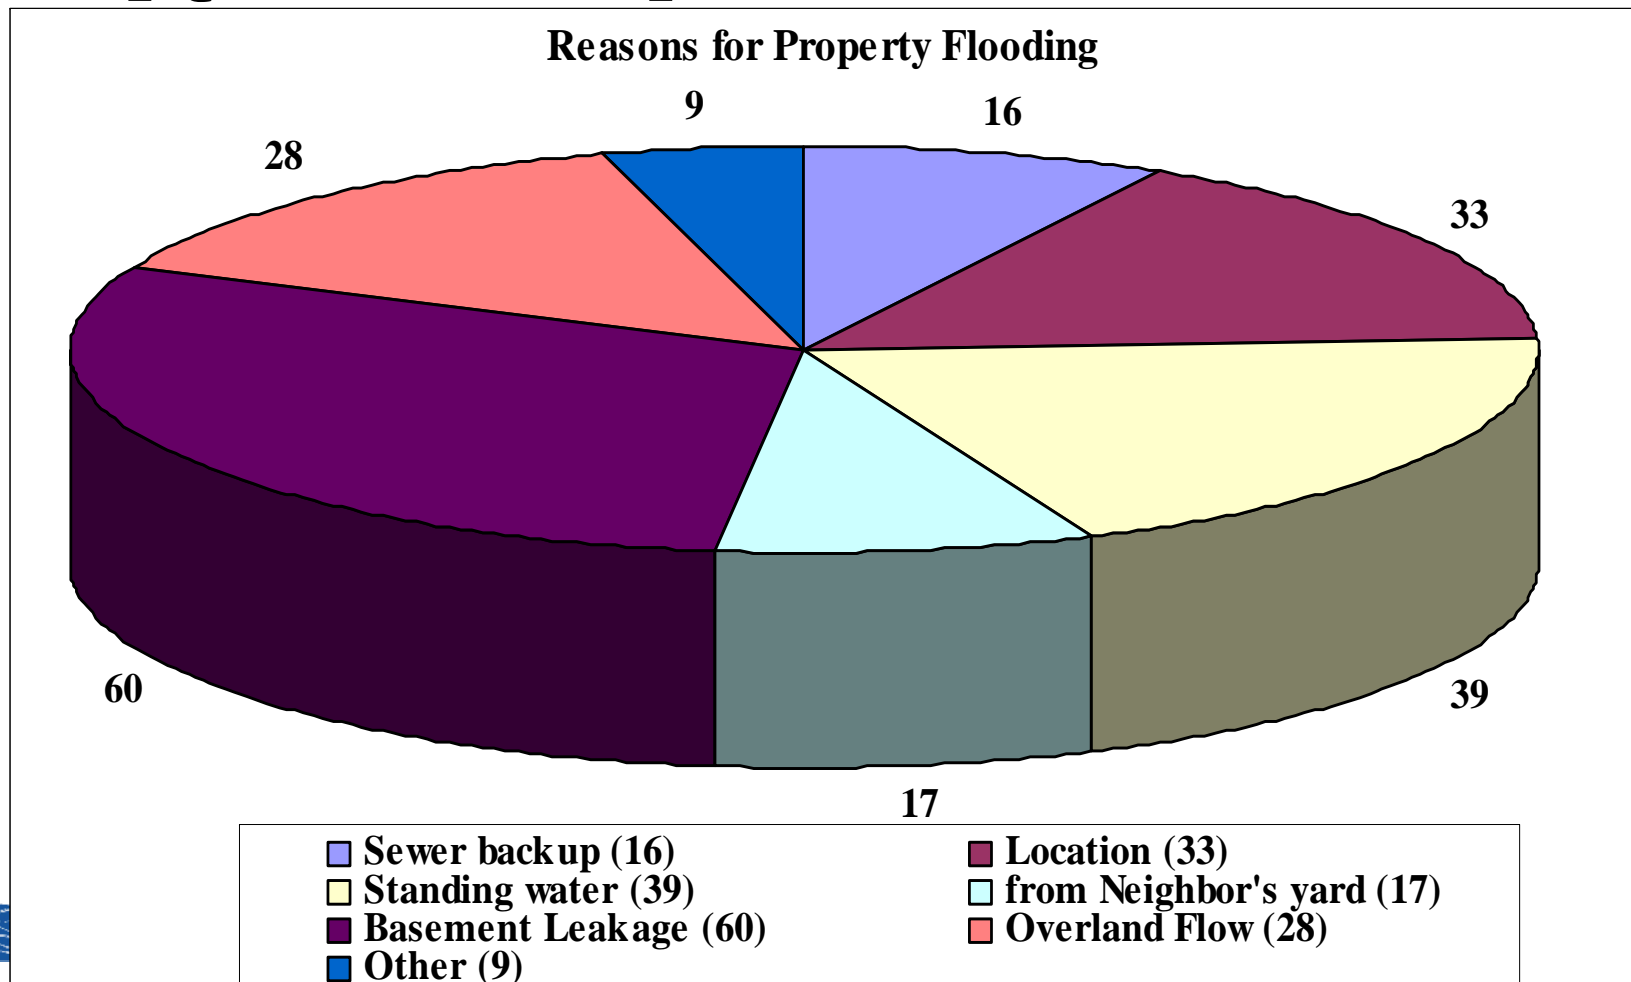 Reasons for Property Flooding
9
16
28
33
60
39
17
Sewer backup (16)
Location (33)
Standing water (39)
from Neighbor's yard (17)
Basement Leakage (60)
Overland Flow (28)
Other (9)